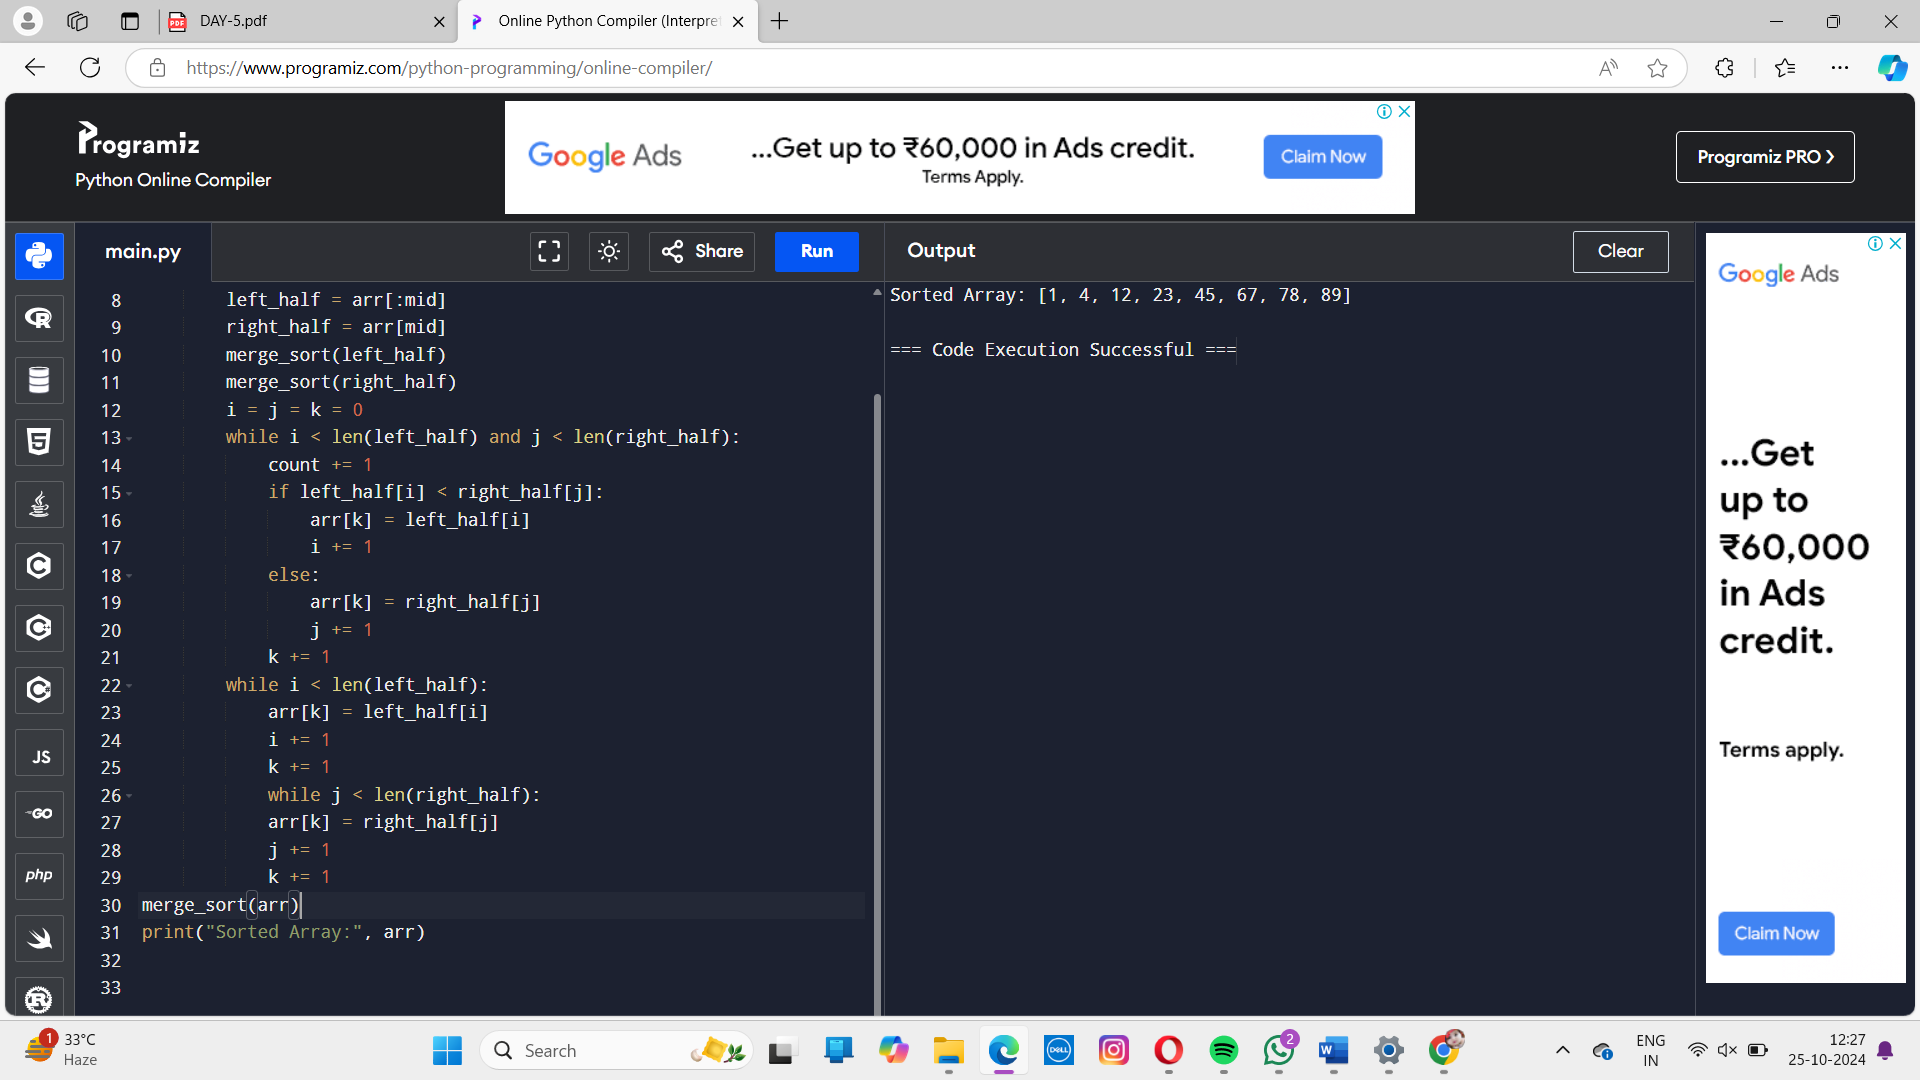 DAY-5.pdf
Online Python Compiler (Interpre
https://www.programiz.com/python-programming/online-compiler/
Programiz
Python Online Compiler
Google Ads
...Get up to ₹60,000 in Ads credit.
Terms Apply.
Claim Now
Programiz PRO ❯
main.py
Share
Run
Output
Clear
8 left_half = arr[:mid]
9 right_half = arr[mid]
10 merge_sort(left_half)
11 merge_sort(right_half)
12 i = j = k = 0
13 while i < len(left_half) and j < len(right_half):
14 count += 1
15 if left_half[i] < right_half[j]:
16 arr[k] = left_half[i]
17 i += 1
18 else:
19 arr[k] = right_half[j]
20 j += 1
21 k += 1
22 while i < len(left_half):
23 arr[k] = left_half[i]
24 i += 1
25 k += 1
26 while j < len(right_half):
27 arr[k] = right_half[j]
28 j += 1
29 k += 1
30 merge_sort(arr)
31 print("Sorted Array:", arr)
32
33
Sorted Array: [1, 4, 12, 23, 45, 67, 78, 89]
=== Code Execution Successful ===
Google Ads
...Get
up to
₹60,000
in Ads
credit.
Terms apply.
Claim Now
JS
GO
php
1
33°C
Haze
Search
DELL
2
ENG
IN
12:27
25-10-2024